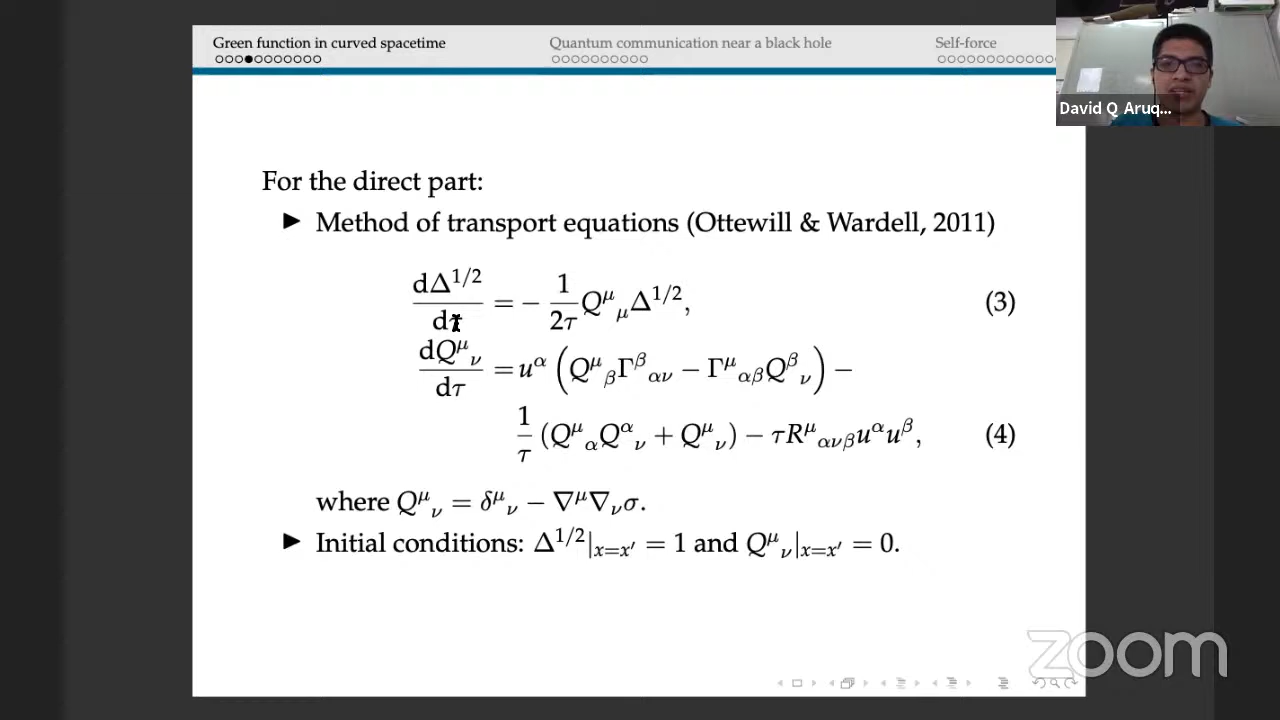 Green function in curved spacetime
Quantum communication near a black hole
Self-force
David Q Aruq...
For the direct part:
▶ Method of transport equations (Ottewill & Wardell, 2011)
dΔ^{1/2}/dτ = − 1/(2τ) Q^μ_μ Δ^{1/2}, (3)
dQ^μ_ν/dτ = u^α (Q^μ_β Γ^β_{αν} − Γ^μ_{αβ} Q^β_ν) −
1/τ (Q^μ_α Q^α_ν + Q^μ_ν) − τR^μ_{ανβ} u^α u^β, (4)
where Q^μ_ν = δ^μ_ν − ∇^μ∇_νσ.
▶ Initial conditions: Δ^{1/2}|_{x=x′} = 1 and Q^μ_ν|_{x=x′} = 0.
zoom